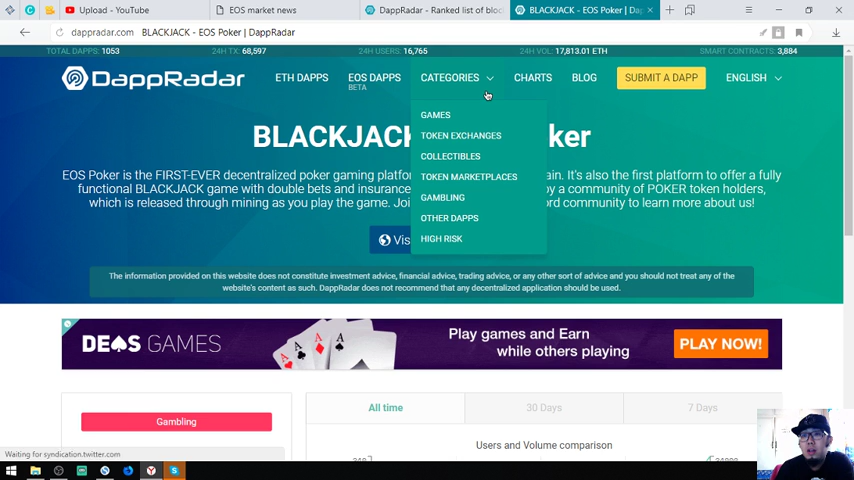 Upload - YouTube
EOS market news
DappRadar - Ranked list of bloc
BLACKJACK - EOS Poker | Da
dappradar.com BLACKJACK - EOS Poker | DappRadar
TOTAL DAPPS: 1053
24H TX: 68,597
24H USERS: 16,765
24H VOL: 17,813.01 ETH
SMART CONTRACTS: 3,884
DappRadar
ETH DAPPS
EOS DAPPS
BETA
CATEGORIES
CHARTS
BLOG
SUBMIT A DAPP
ENGLISH
GAMES
TOKEN EXCHANGES
COLLECTIBLES
TOKEN MARKETPLACES
GAMBLING
OTHER DAPPS
HIGH RISK
BLACKJACK ker
EOS Poker is the FIRST-EVER decentralized poker gaming platfo ain. It's also the first platform to offer a fully
functional BLACKJACK game with double bets and insurance by a community of POKER token holders,
which is released through mining as you play the game. Joi ord community to learn more about us!
Vis
The information provided on this website does not constitute investment advice, financial advice, trading advice, or any other sort of advice and you should not treat any of the
website's content as such. DappRadar does not recommend that any decentralized application should be used.
DEOS GAMES
Play games and Earn
while others playing
PLAY NOW!
Gambling
All time
30 Days
7 Days
Users and Volume comparison
Waiting for syndication.twitter.com